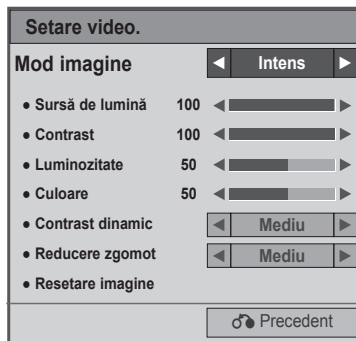 Setare video.
Mod imagine ◄ Intens ►
● Sursă de lumină 100
● Contrast 100
● Luminozitate 50
● Culoare 50
● Contrast dinamic ◄ Mediu ►
● Reducere zgomot ◄ Mediu ►
● Resetare imagine
Precedent